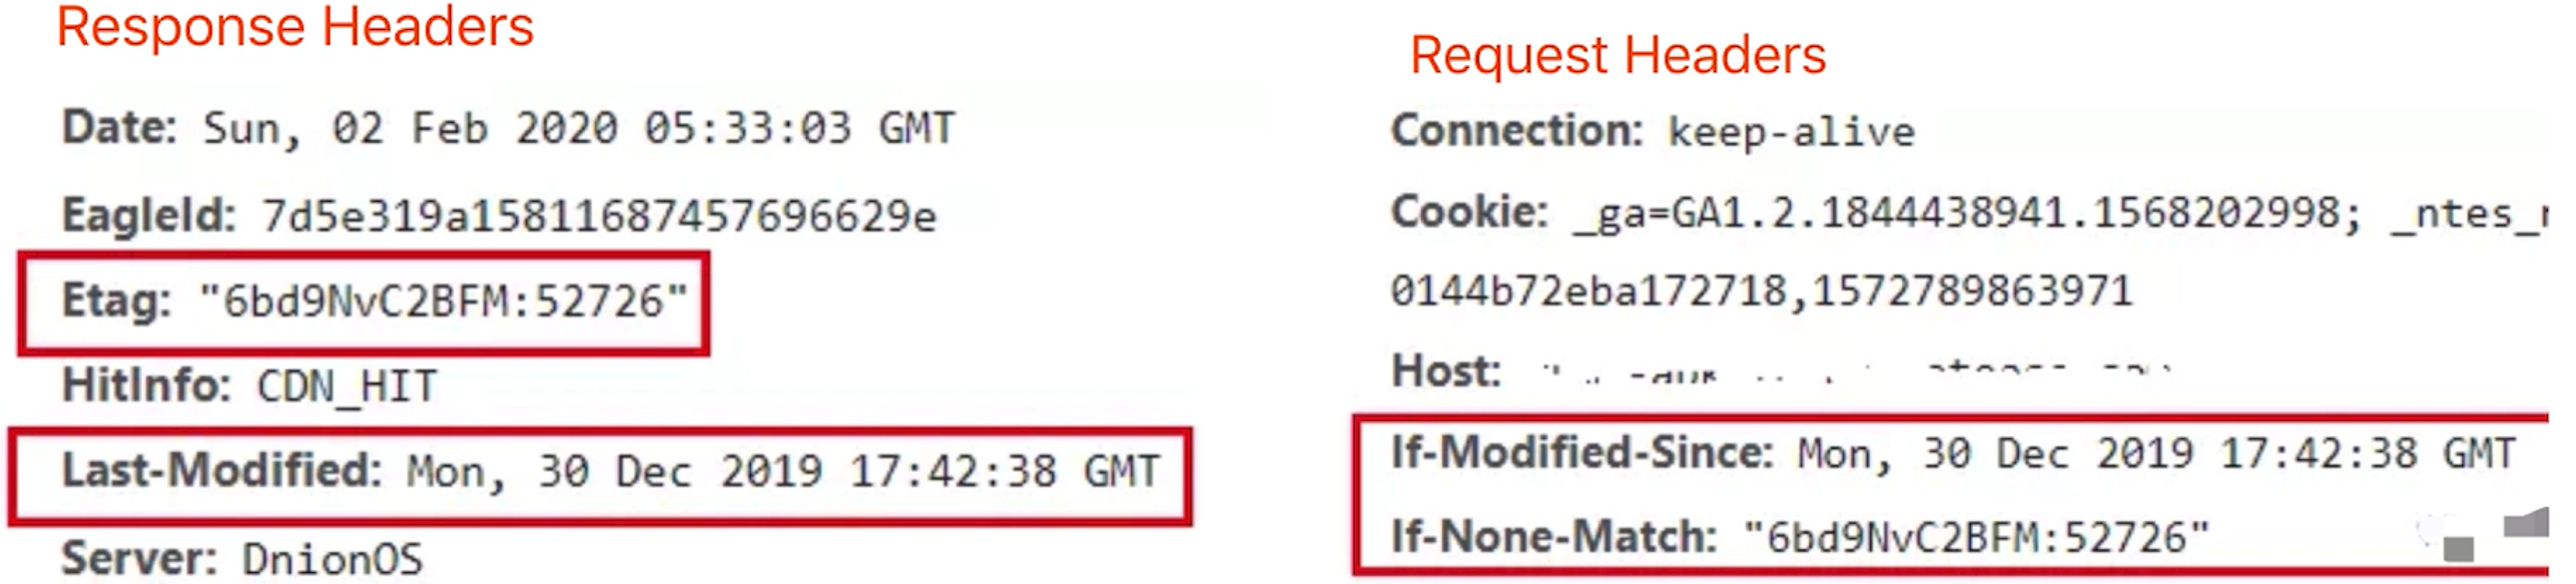 Response Headers
Date: Sun, 02 Feb 2020 05:33:03 GMT
EagleId: 7d5e319a15811687457696629e
Etag: "6bd9NvC2BFM:52726"
HitInfo: CDN_HIT
Last-Modified: Mon, 30 Dec 2019 17:42:38 GMT
Server: DnionOS
Request Headers
Connection: keep-alive
Cookie: _ga=GA1.2.1844438941.1568202998; _ntes_
0144b72eba172718,1572789863971
Host:
If-Modified-Since: Mon, 30 Dec 2019 17:42:38 GMT
If-None-Match: "6bd9NvC2BFM:52726"